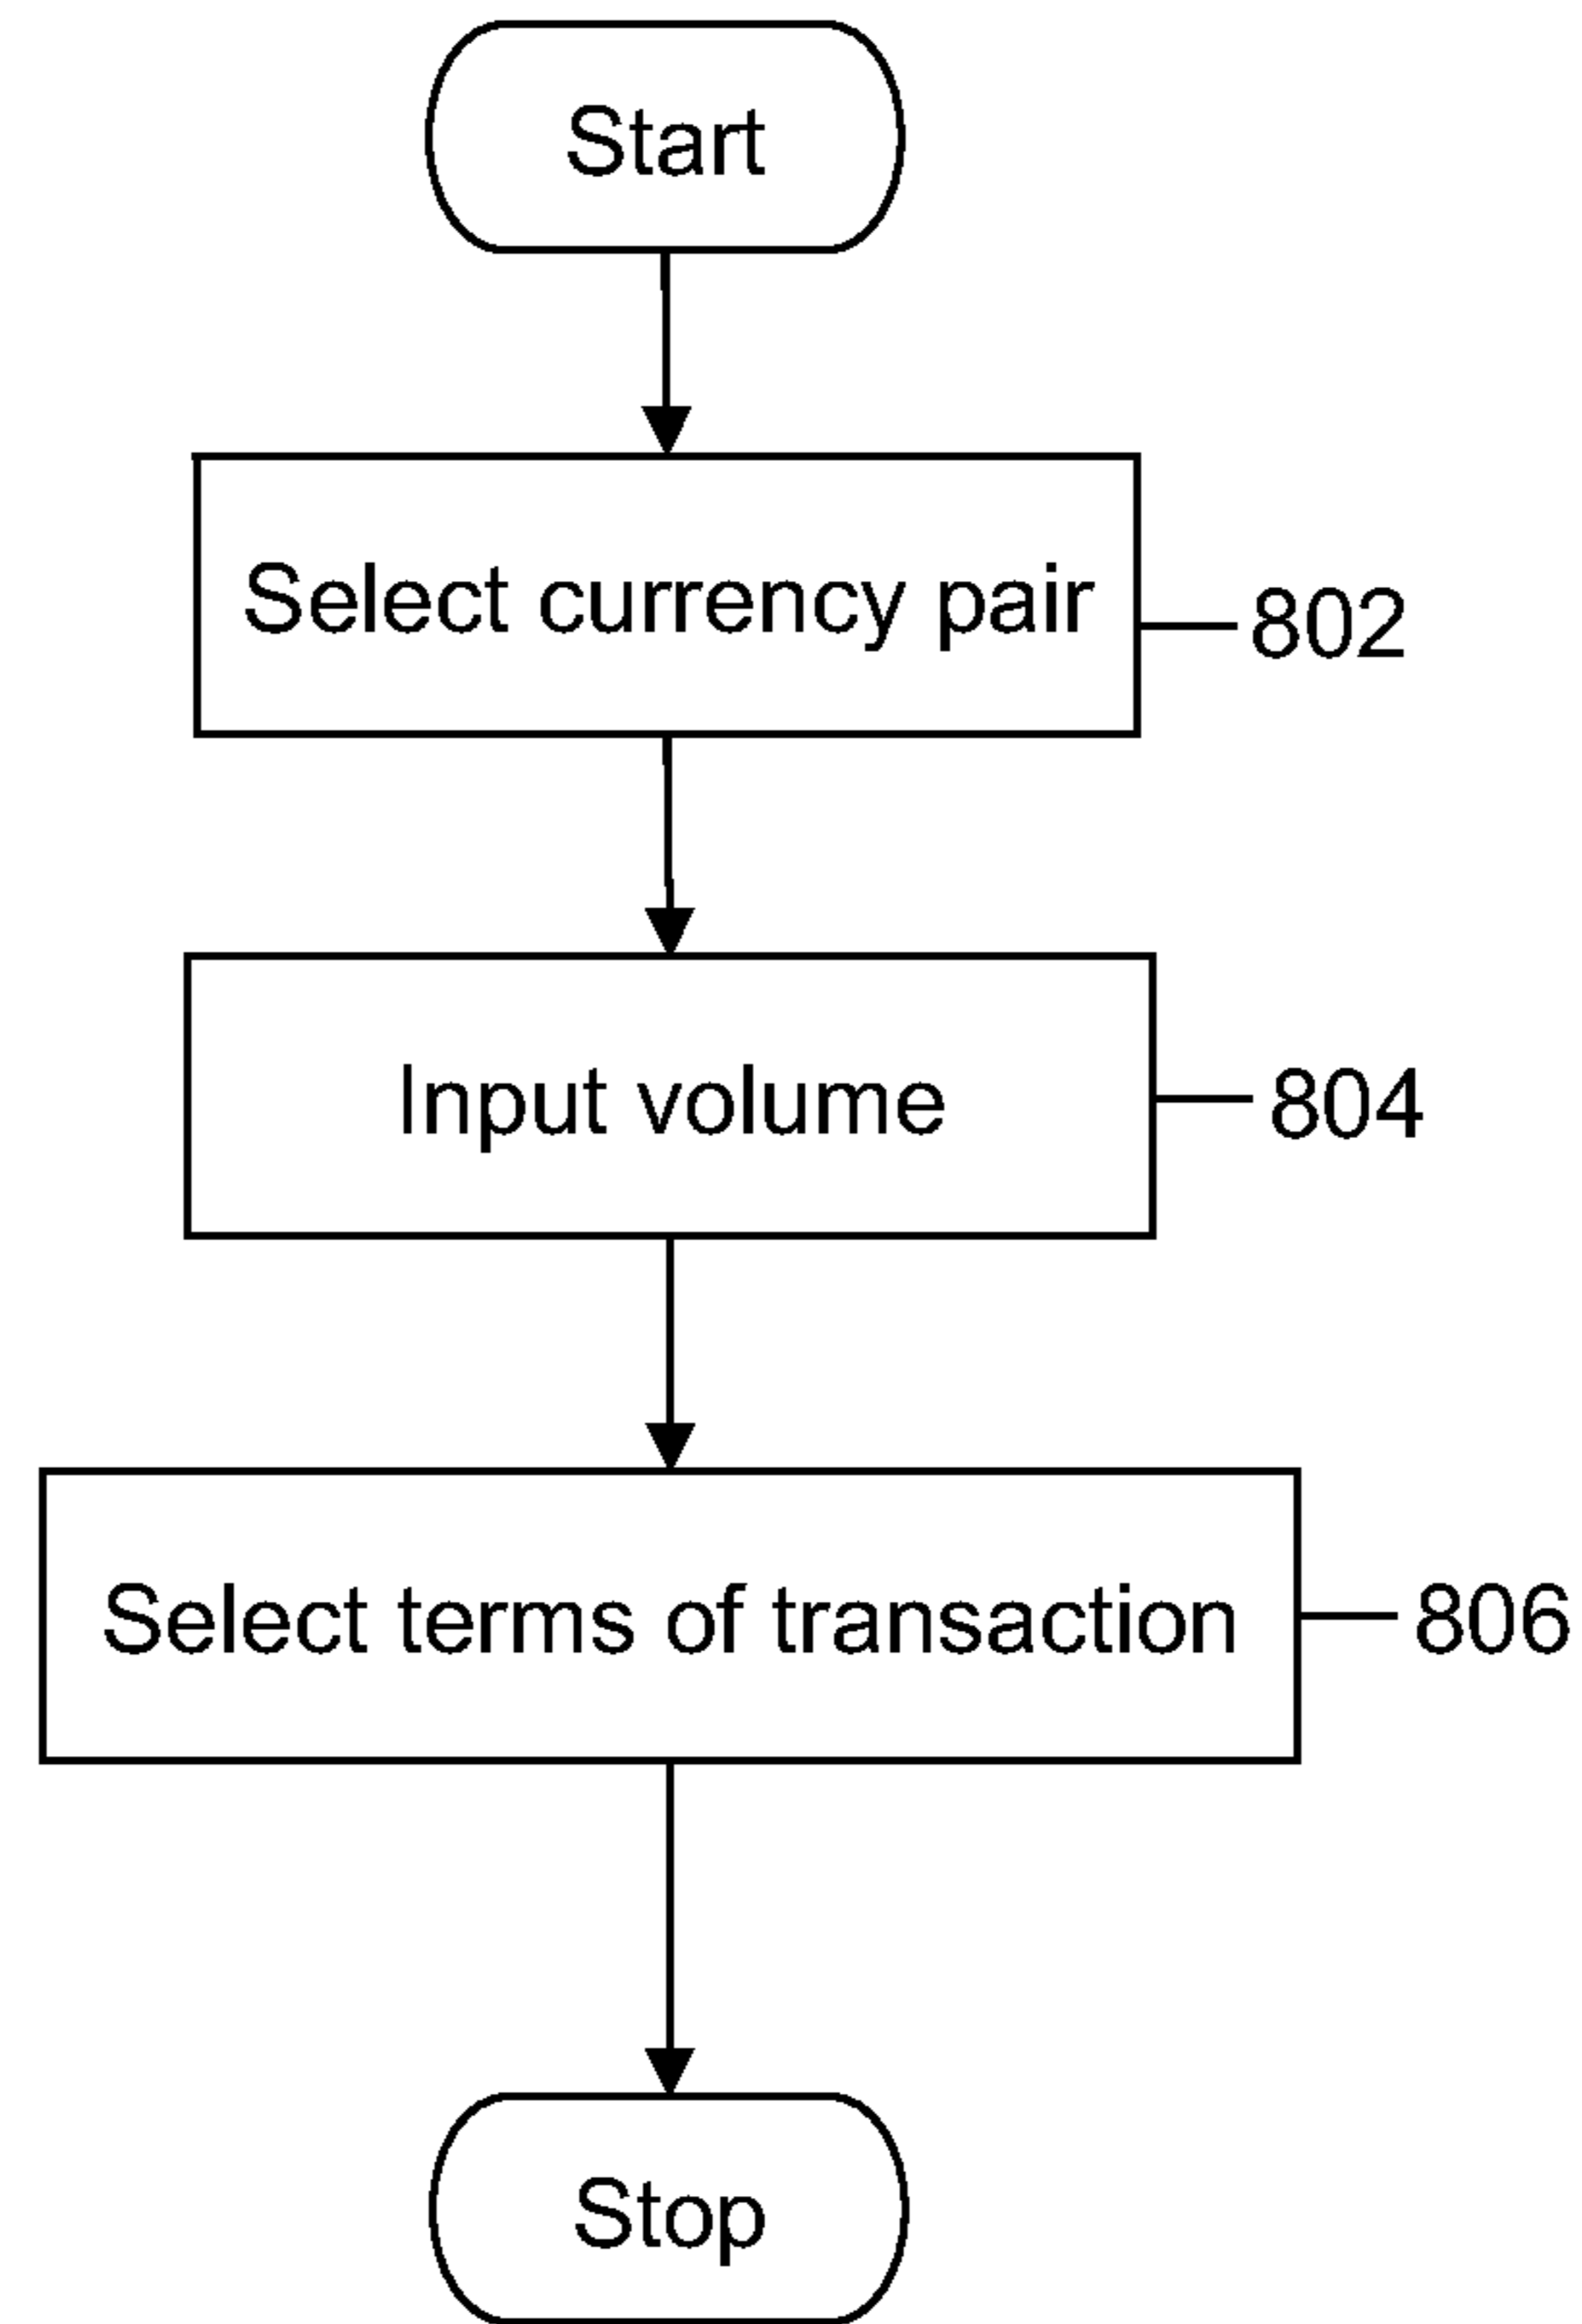 Start
Select currency pair
802
Input volume
804
Select terms of transaction
806
Stop